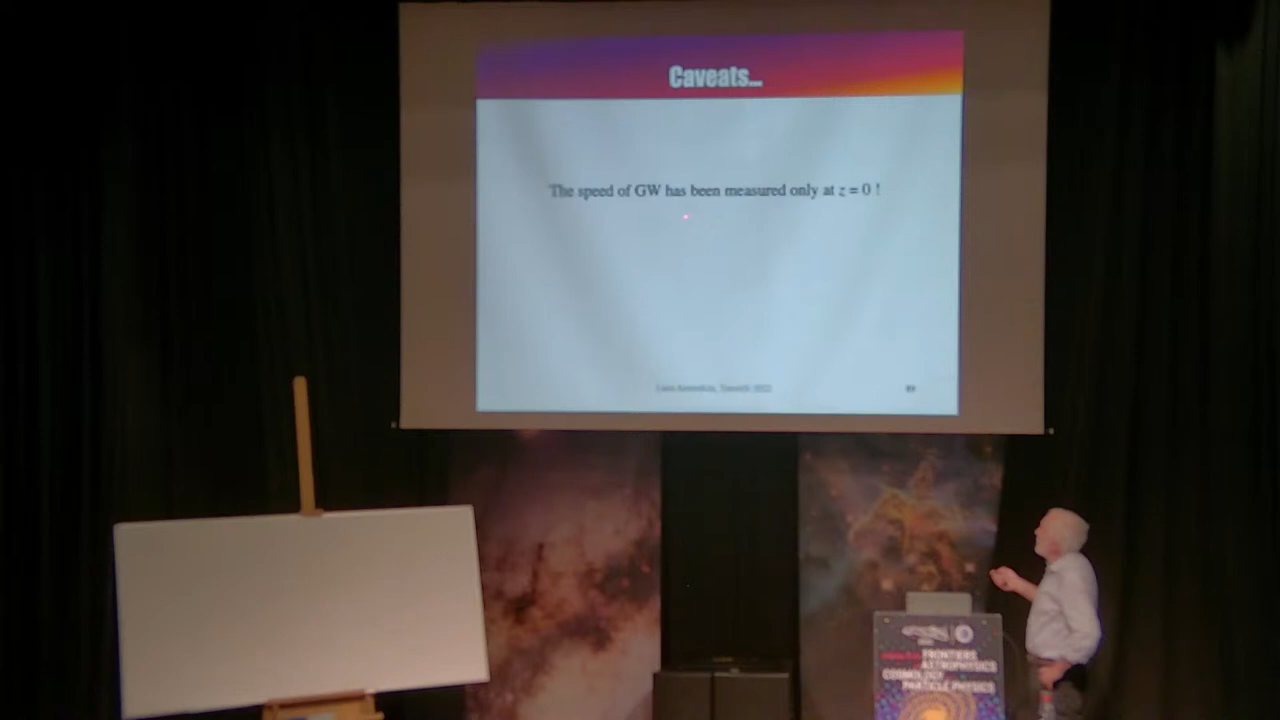 Caveats...
The speed of GW has been measured only at z = 0 !
FRONTIERS
ASTROPHYSICS
COSMOLOGY
PARTICLE PHYSICS